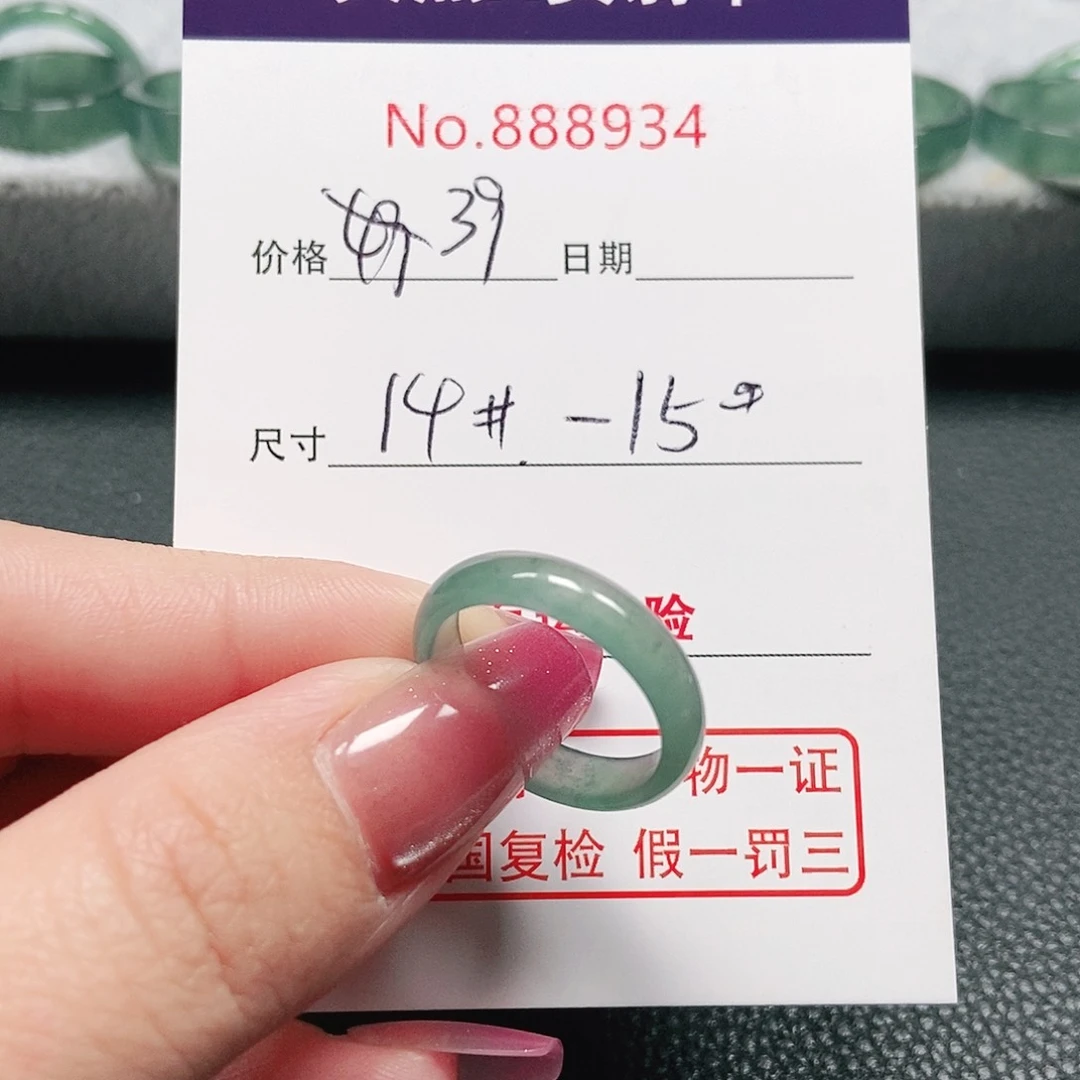 No.888934
价格 39 日期
尺寸 14# -15#
验
物一证
国复检 假一罚三